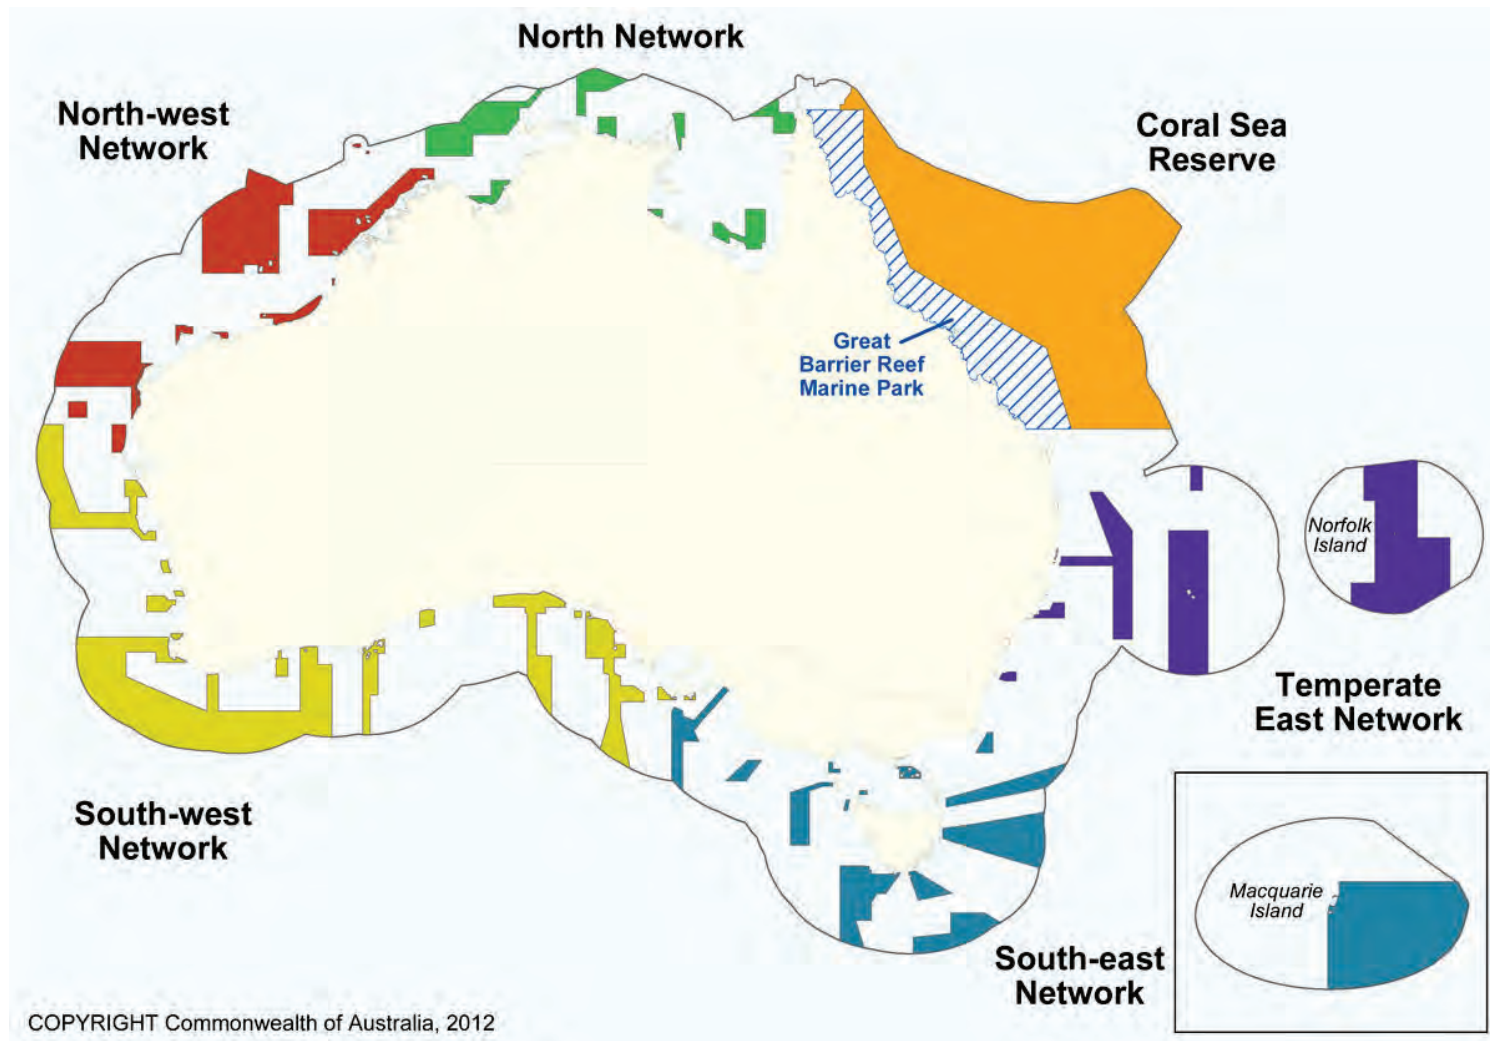 North Network
North-west
Network
Coral Sea
Reserve
Great
Barrier Reef
Marine Park
Norfolk
Island
Temperate
East Network
South-west
Network
Macquarie
Island
South-east
Network
COPYRIGHT Commonwealth of Australia, 2012